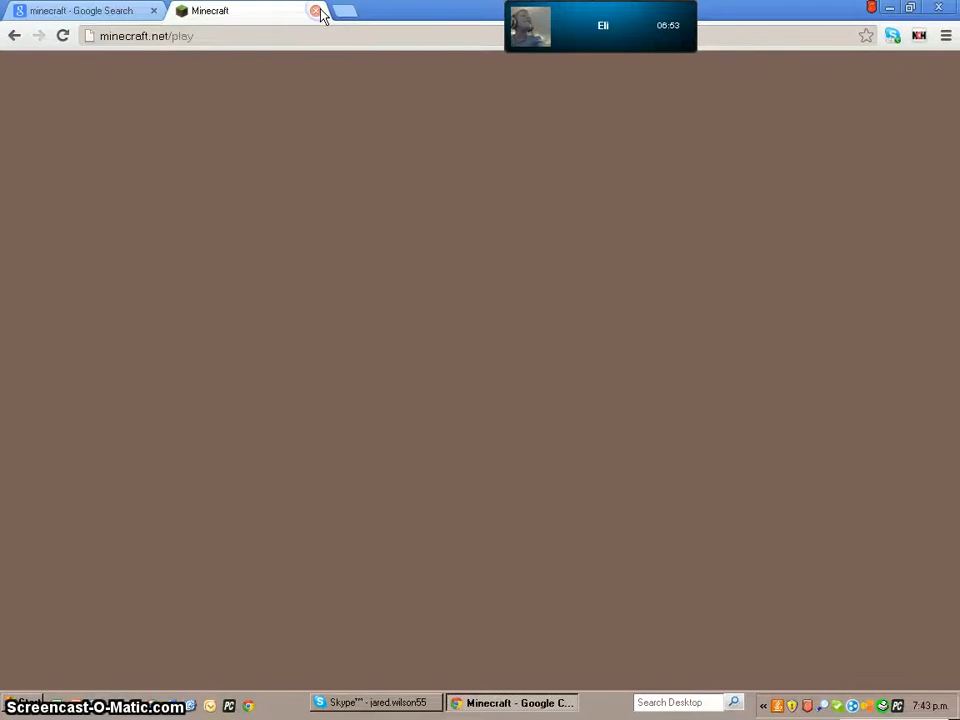 minecraft - Google Search
Minecraft
minecraft.net/play
Eli
06:53
Start
Skype™ - jared.wilson55
Minecraft - Google C...
Search Desktop
7:43 p.m.
Screencast-O-Matic.com